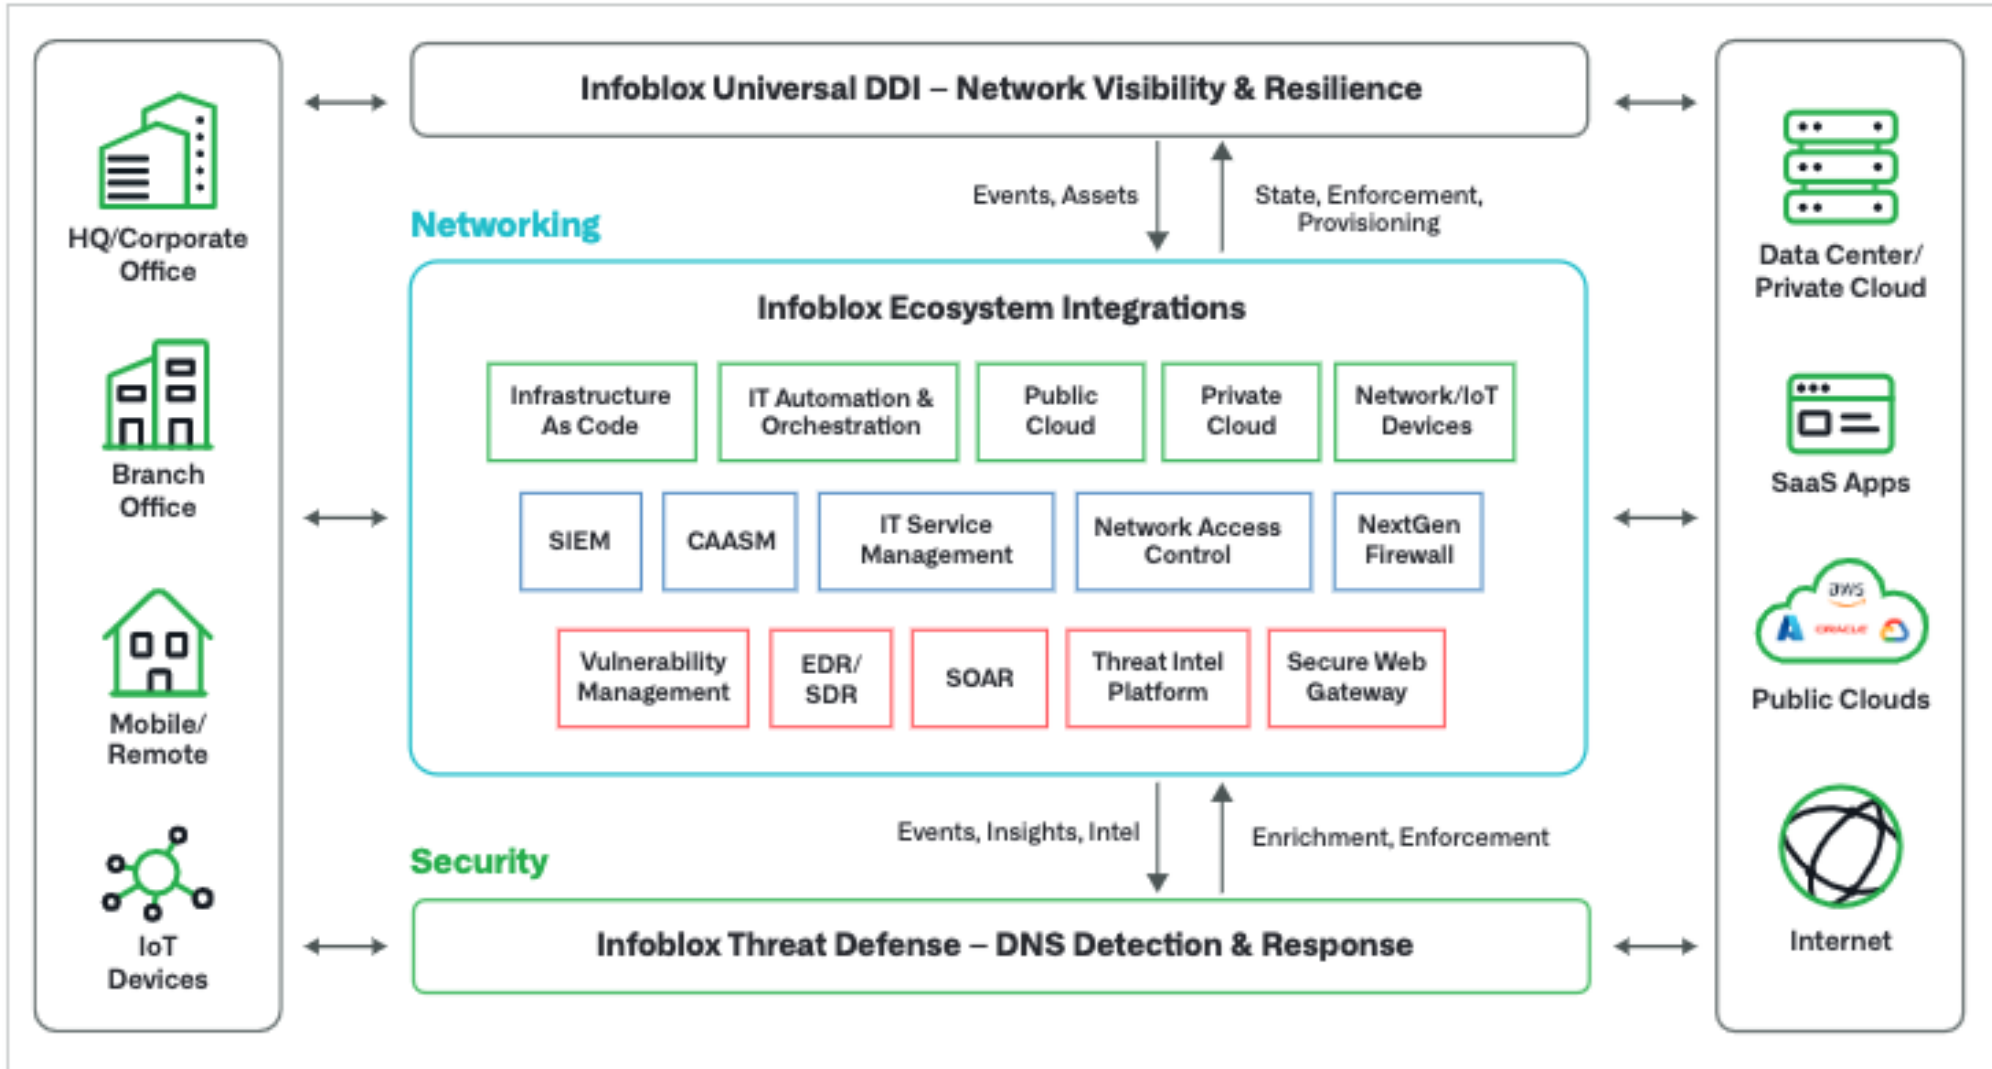 Infoblox Universal DDI – Network Visibility & Resilience
HQ/Corporate
Office
Branch
Office
Mobile/
Remote
IoT
Devices
Events, Assets
State, Enforcement,
Provisioning
Networking
Infoblox Ecosystem Integrations
Infrastructure
As Code
IT Automation &
Orchestration
Public
Cloud
Private
Cloud
Network/IoT
Devices
SIEM
CAASM
IT Service
Management
Network Access
Control
NextGen
Firewall
Vulnerability
Management
EDR/
SDR
SOAR
Threat Intel
Platform
Secure Web
Gateway
Events, Insights, Intel
Enrichment, Enforcement
Security
Infoblox Threat Defense – DNS Detection & Response
Data Center/
Private Cloud
SaaS Apps
aws
ORACLE
Public Clouds
Internet